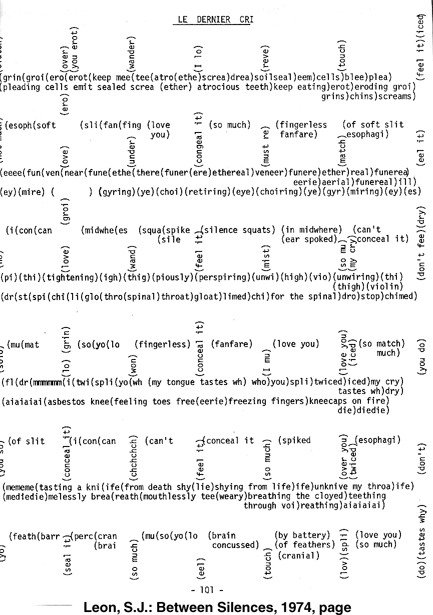 LE DERNIER CRI
(over)
(you erot)
(wander)
(I lo)
(reve)
(touch)
(feel it)(iced
(grin(groi(ero(erot(keep mee(tee(atro(ethe)screa)drea)soilseal)eem)cells)blee)plea)
(pleading cells emit sealed screa (ether) atrocious teeth)keep eating)erot)eroding groi)
grins)chins)screams)
(ero)
(esoph(soft (sli(fan(fing (love (so much) (fingerless (of soft slit
you) fanfare) esophagi)
(ove)
(under)
(congeal it)
(must re)
(match)
(eel it)
(eeee(fun(ven(near(fune(ethe(there(funer(ere)ethereal)veneer)funere)ether)real)funerea)
eerie)aerial)funereal)ill)
(ey)(mire) ( ) (gyring)(ye)(choi)(retiring)(eye)(choiring)(ye)(gyr)(miring)(ey)(es)
(groi)
(i(con(can (midwhe(es (squa(spike (silence squats) (in midwhere) (can't
(sile (ear spoked) conceal it)
(love)
(wand)
(feel it)
(mist)
(so mu)
(my cry)
(don't fee)(dry)
(pi)(thi)(tightening)(igh)(thig)(piously)(perspiring)(unwi)(high)(vio)(unwiring)(thi)
(thigh)(violin)
(dr(st(spi(chi(li(glo(thro(spinal)throat)gloat)limed)chi)for the spinal)dro)stop)chimed)
(mu(mat (so(yo(lo (fingerless) (fanfare) (love you) (so match)
much)
(lo)
(grin)
(won)
(conceal it)
(I mu)
(love you)
(iced)
(you do)
(fl(dr(mmmmmm(i(twi(spli(yo(wh (my tongue tastes wh) who)you)spli)twiced)iced)my cry)
tastes wh)dry)
(aiaiaiai(asbestos knee(feeling toes free(eerie)freezing fingers)kneecaps on fire)
die)diedie)
(of slit (i(con(can (can't (conceal it (spiked (esophagi)
(conceal it)
(chchchch)
(feel it)
(so much)
(over you)
(twiced)
(don't)
(mememe(tasting a kni(ife(from death shy(lie)shying from life)ife)unknive my throa)ife)
(medtedie)melessly brea(reath(mouthlessly tee(weary)breathing the cloyed)teething
through voi)reathing)aiaiaiai)
(feath(barr (perc(cran (mu(so(yo(lo (brain (by battery) (love you)
(brai concussed) (of feathers) (so much)
(cranial)
(seal it)
(so much)
(eel)
(touch)
(lov)(spli)
(do)(tastes why)
- 101 -
Leon, S.J.: Between Silences, 1974, page